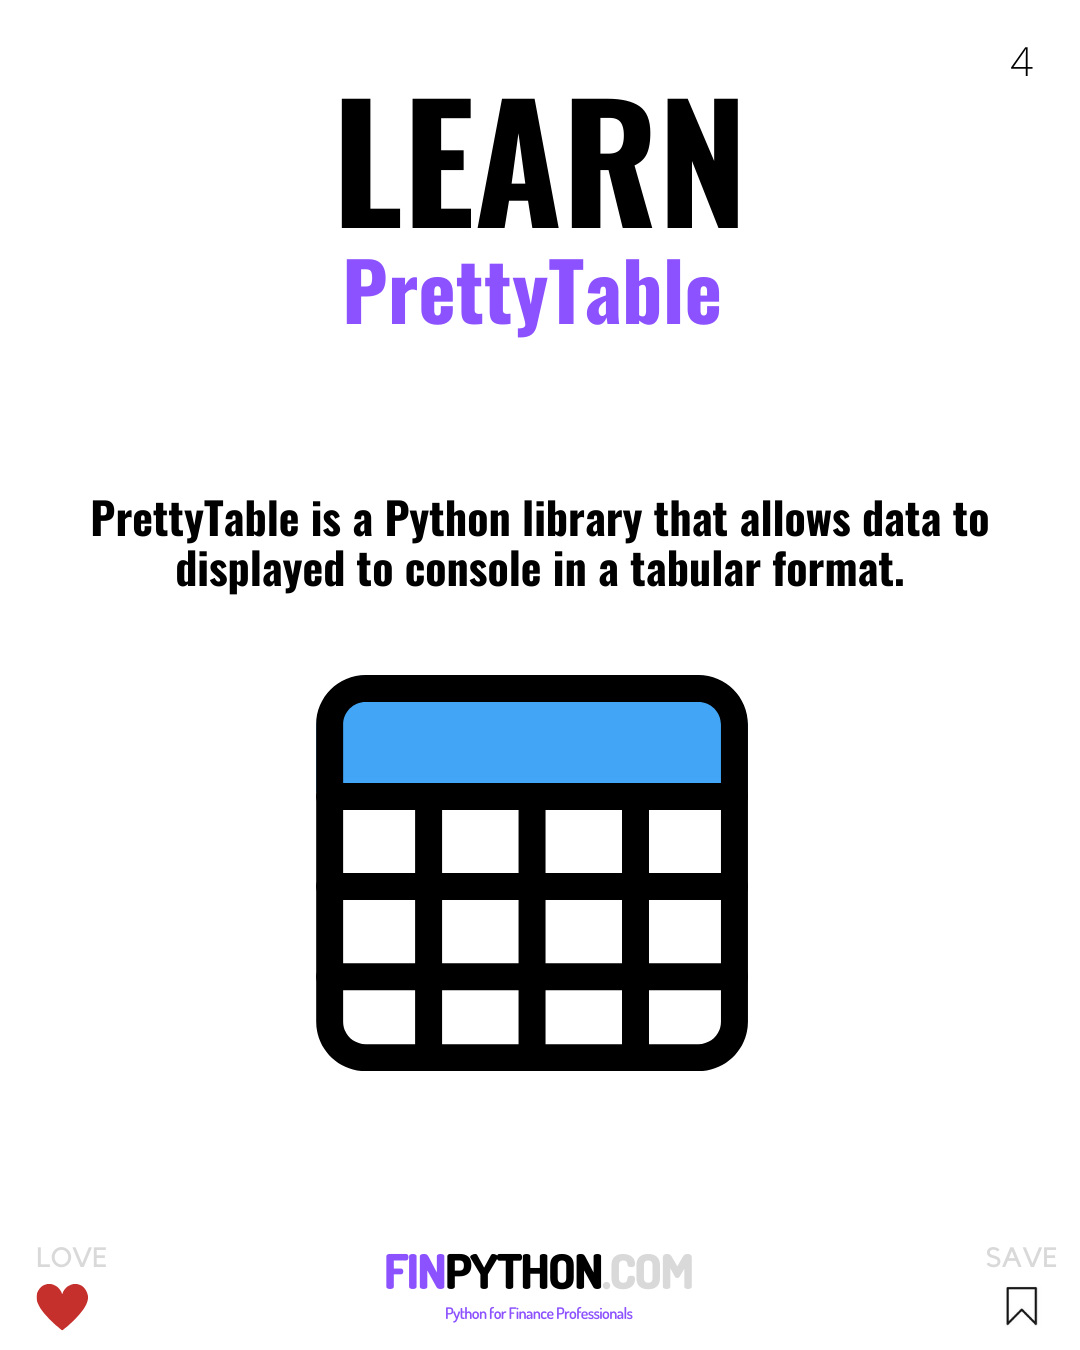 4
LEARN
PrettyTable
PrettyTable is a Python library that allows data to
displayed to console in a tabular format.
LOVE
FINPYTHON.COM
SAVE
Python for Finance Professionals